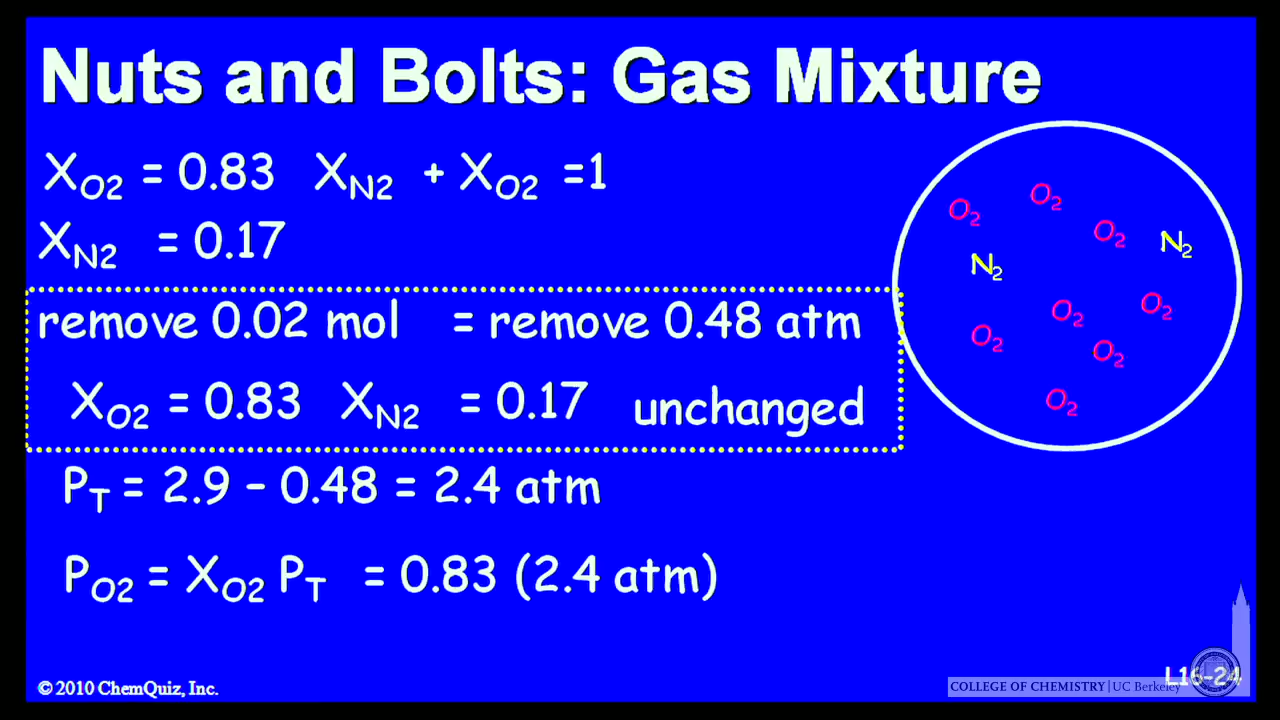 Nuts and Bolts: Gas Mixture
X_O2 = 0.83 X_N2 + X_O2 =1
X_N2 = 0.17
remove 0.02 mol = remove 0.48 atm
X_O2 = 0.83 X_N2 = 0.17 unchanged
P_T = 2.9 – 0.48 = 2.4 atm
P_O2 = X_O2 P_T = 0.83 (2.4 atm)
O₂
O₂
O₂
N₂
N₂
O₂
O₂
O₂
O₂
O₂
© 2010 ChemQuiz, Inc.
L16-24
COLLEGE OF CHEMISTRY | UC Berkeley